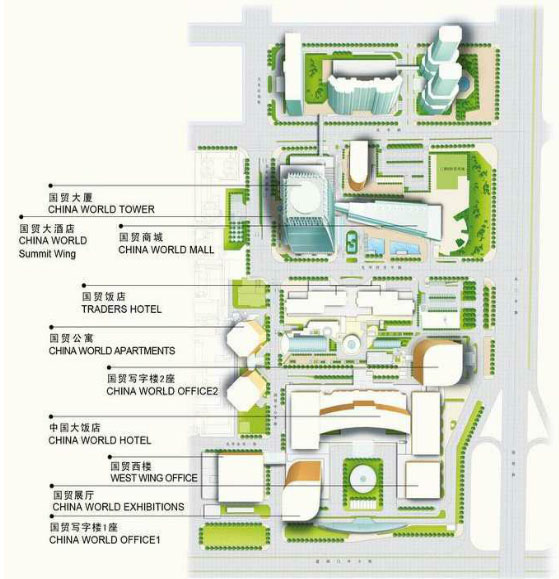 国贸大厦
CHINA WORLD TOWER
国贸大酒店
CHINA WORLD
Summit Wing
国贸商城
CHINA WORLD MALL
国贸饭店
TRADERS HOTEL
国贸公寓
CHINA WORLD APARTMENTS
国贸写字楼2座
CHINA WORLD OFFICE2
中国大饭店
CHINA WORLD HOTEL
国贸西楼
WEST WING OFFICE
国贸展厅
CHINA WORLD EXHIBITIONS
国贸写字楼1座
CHINA WORLD OFFICE1